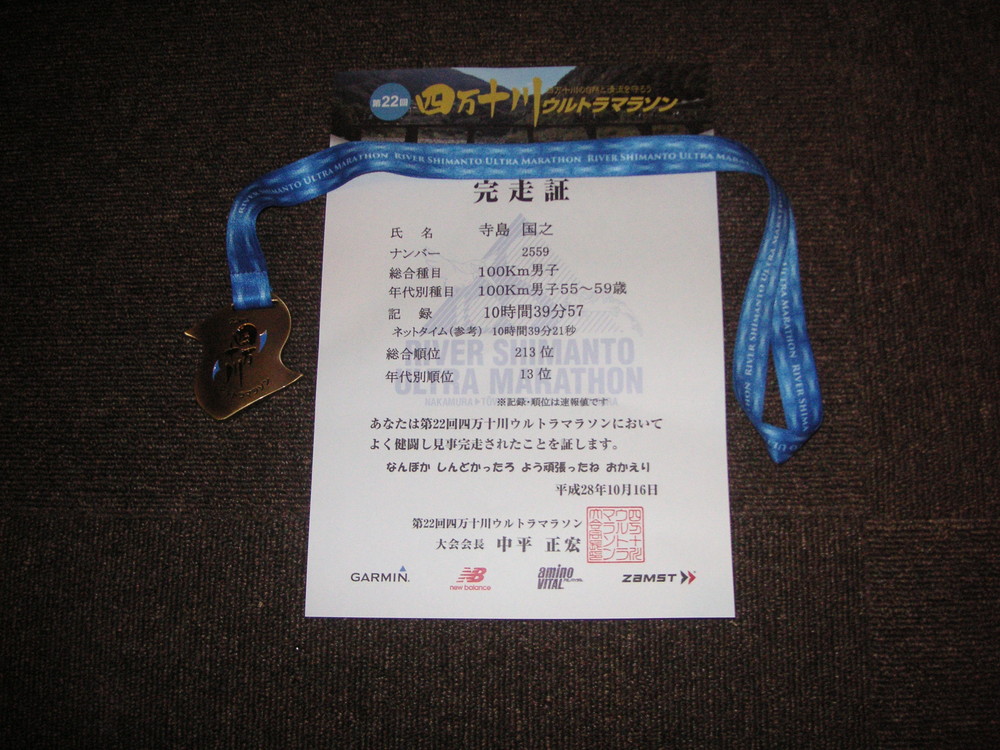 第22回 四万十川ウルトラマラソン
RIVER SHIMANTO ULTRA MARATHON RIVER SHIMANTO ULTRA MARATHON RIVER SHIMANTO ULTRA MARATHON
完走証
氏 名 寺島 国之
ナンバー 2559
総合種目 100Km男子
年代別種目 100Km男子55～59歳
記 録 10時間39分57
ネットタイム(参考) 10時間39分21秒
総合順位 213 位
年代別順位 13 位
RIVER SHIMANTO
ULTRA MARATHON
※記録・順位は速報値です
あなたは第22回四万十川ウルトラマラソンにおいて
よく健闘し見事完走されたことを証します。
なんぼか しんどかったろ よう頑張ったね おかえり
平成28年10月16日
第22回四万十川ウルトラマラソン
大会会長 中平 正宏
GARMIN. new balance amino VITAL. ZAMST
四万十